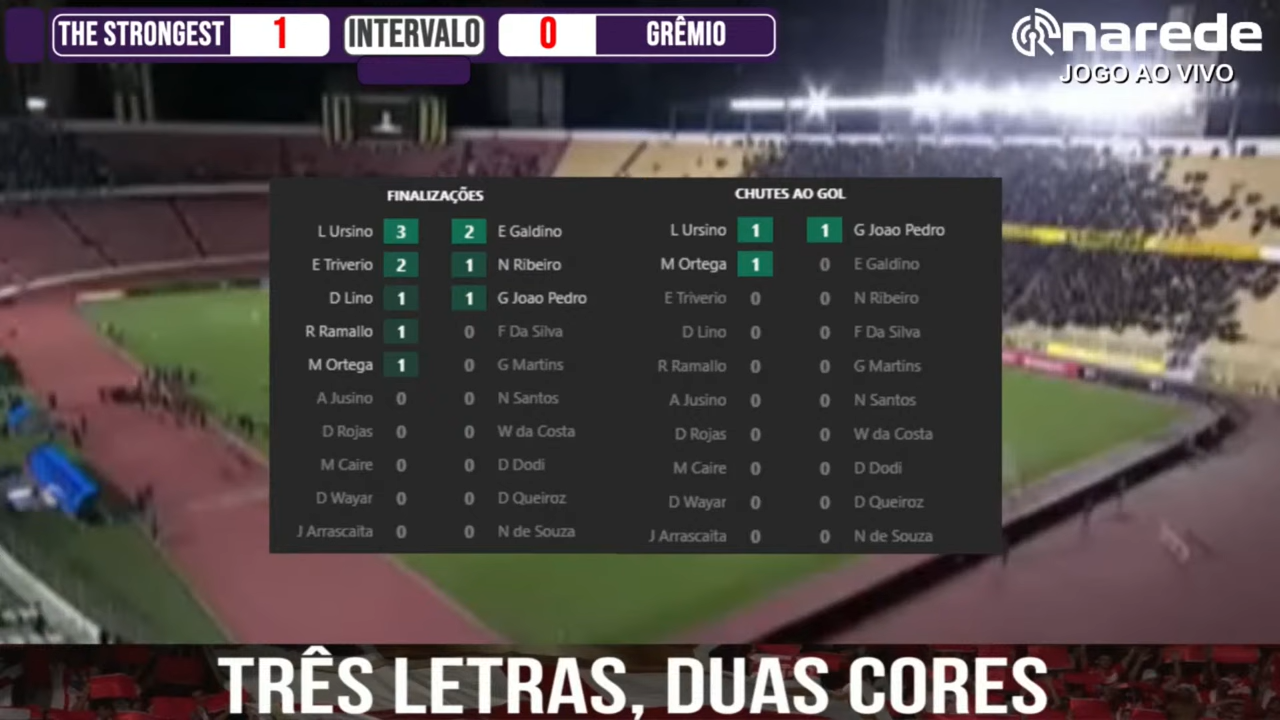 THE STRONGEST 1 INTERVALO 0 GRÊMIO
narede
JOGO AO VIVO
FINALIZAÇÕES
L Ursino 3 2 E Galdino
E Triverio 2 1 N Ribeiro
D Lino 1 1 G Joao Pedro
R Ramallo 1 0 F Da Silva
M Ortega 1 0 G Martins
A Jusino 0 0 N Santos
D Rojas 0 0 W da Costa
M Caire 0 0 D Dodi
D Wayar 0 0 D Queiroz
J Arrascaita 0 0 N de Souza
CHUTES AO GOL
L Ursino 1 1 G Joao Pedro
M Ortega 1 0 E Galdino
E Triverio 0 0 N Ribeiro
D Lino 0 0 F Da Silva
R Ramallo 0 0 G Martins
A Jusino 0 0 N Santos
D Rojas 0 0 W da Costa
M Caire 0 0 D Dodi
D Wayar 0 0 D Queiroz
J Arrascaita 0 0 N de Souza
TRÊS LETRAS, DUAS CORES